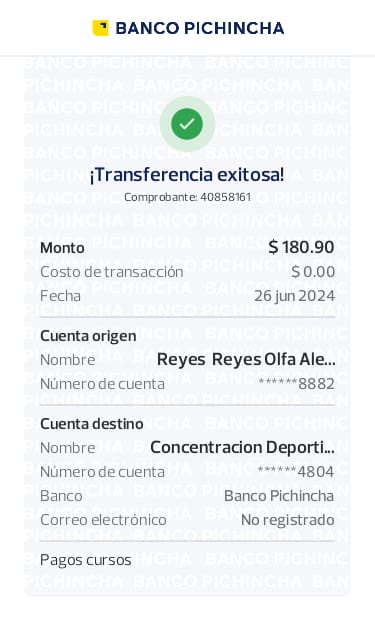 BANCO PICHINCHA
¡Transferencia exitosa!
Comprobante: 40858161
Monto $ 180.90
Costo de transacción $ 0.00
Fecha 26 jun 2024
Cuenta origen
Nombre Reyes Reyes Olfa Ale...
Número de cuenta ******8882
Cuenta destino
Nombre Concentracion Deporti...
Número de cuenta ******4804
Banco Banco Pichincha
Correo electrónico No registrado
Pagos cursos